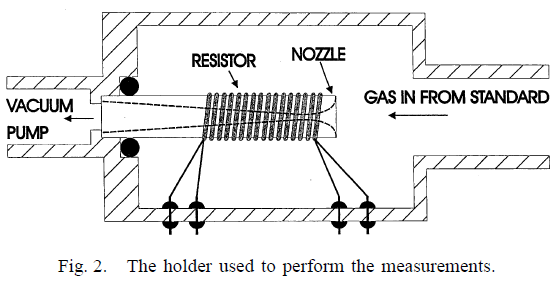 RESISTOR
NOZZLE
VACUUM
PUMP
GAS IN FROM STANDARD
Fig. 2. The holder used to perform the measurements.